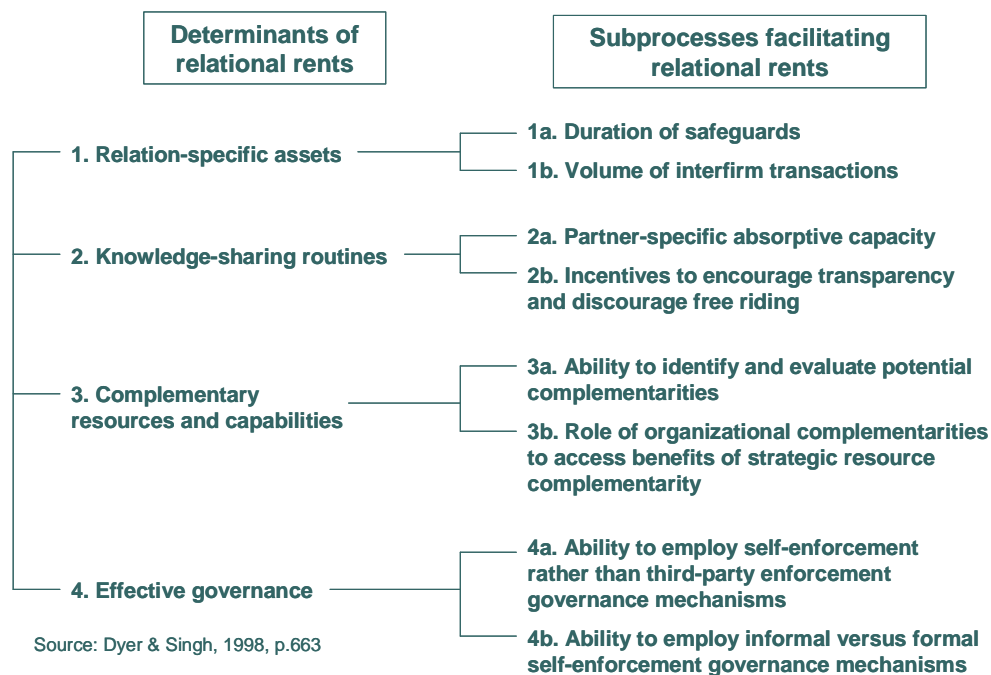 Determinants of
relational rents
Subprocesses facilitating
relational rents
1. Relation-specific assets
1a. Duration of safeguards
1b. Volume of interfirm transactions
2. Knowledge-sharing routines
2a. Partner-specific absorptive capacity
2b. Incentives to encourage transparency
and discourage free riding
3. Complementary
resources and capabilities
3a. Ability to identify and evaluate potential
complementarities
3b. Role of organizational complementarities
to access benefits of strategic resource
complementarity
4. Effective governance
4a. Ability to employ self-enforcement
rather than third-party enforcement
governance mechanisms
4b. Ability to employ informal versus formal
self-enforcement governance mechanisms
Source: Dyer & Singh, 1998, p.663